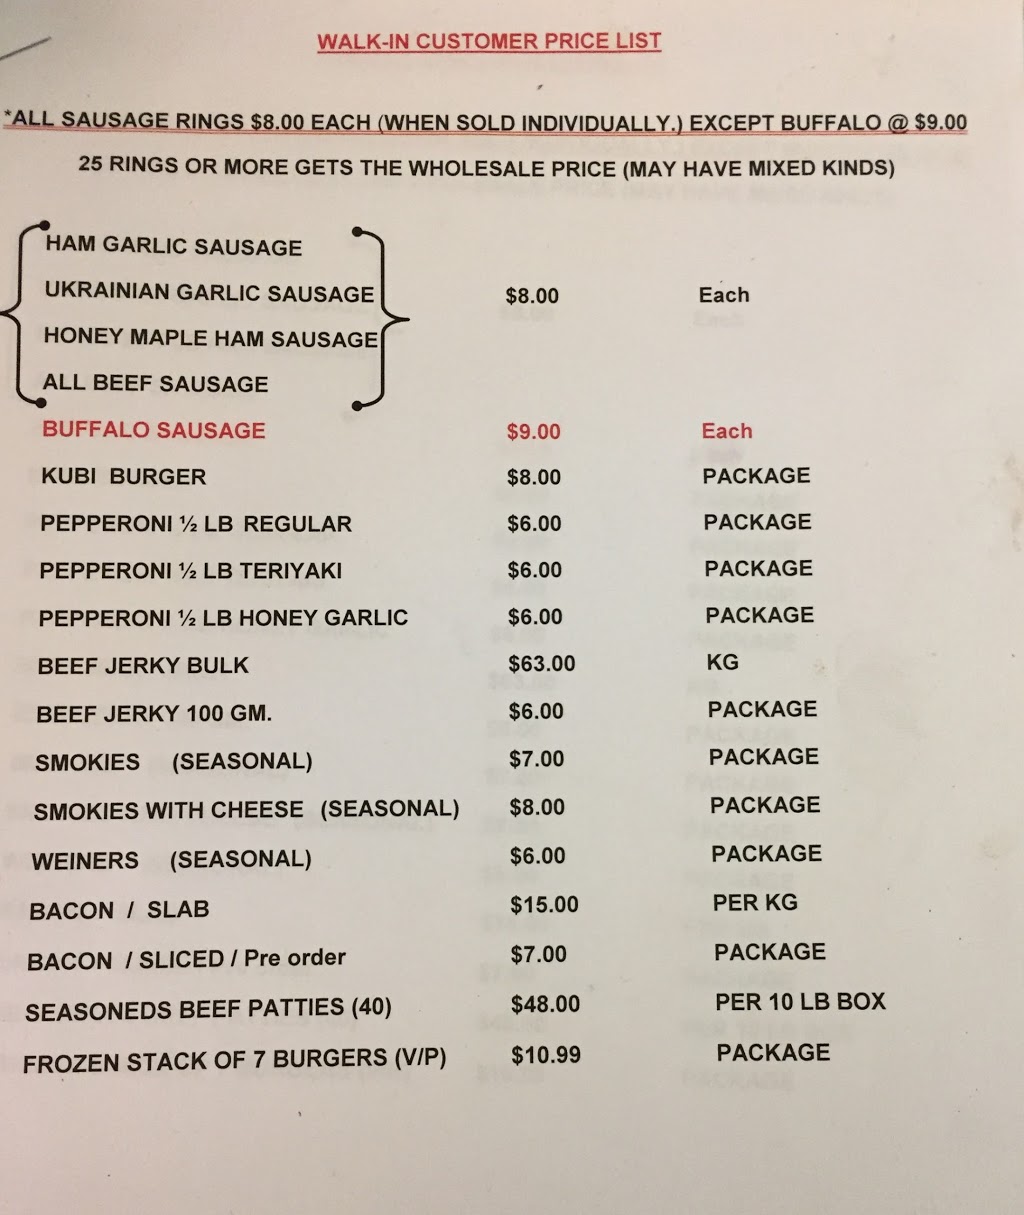 WALK-IN CUSTOMER PRICE LIST
*ALL SAUSAGE RINGS $8.00 EACH (WHEN SOLD INDIVIDUALLY.) EXCEPT BUFFALO @ $9.00
25 RINGS OR MORE GETS THE WHOLESALE PRICE (MAY HAVE MIXED KINDS)
HAM GARLIC SAUSAGE
UKRAINIAN GARLIC SAUSAGE $8.00 Each
HONEY MAPLE HAM SAUSAGE
ALL BEEF SAUSAGE
BUFFALO SAUSAGE $9.00 Each
KUBI BURGER $8.00 PACKAGE
PEPPERONI ½ LB REGULAR $6.00 PACKAGE
PEPPERONI ½ LB TERIYAKI $6.00 PACKAGE
PEPPERONI ½ LB HONEY GARLIC $6.00 PACKAGE
BEEF JERKY BULK $63.00 KG
BEEF JERKY 100 GM. $6.00 PACKAGE
SMOKIES (SEASONAL) $7.00 PACKAGE
SMOKIES WITH CHEESE (SEASONAL) $8.00 PACKAGE
WEINERS (SEASONAL) $6.00 PACKAGE
BACON / SLAB $15.00 PER KG
BACON / SLICED / Pre order $7.00 PACKAGE
SEASONEDS BEEF PATTIES (40) $48.00 PER 10 LB BOX
FROZEN STACK OF 7 BURGERS (V/P) $10.99 PACKAGE